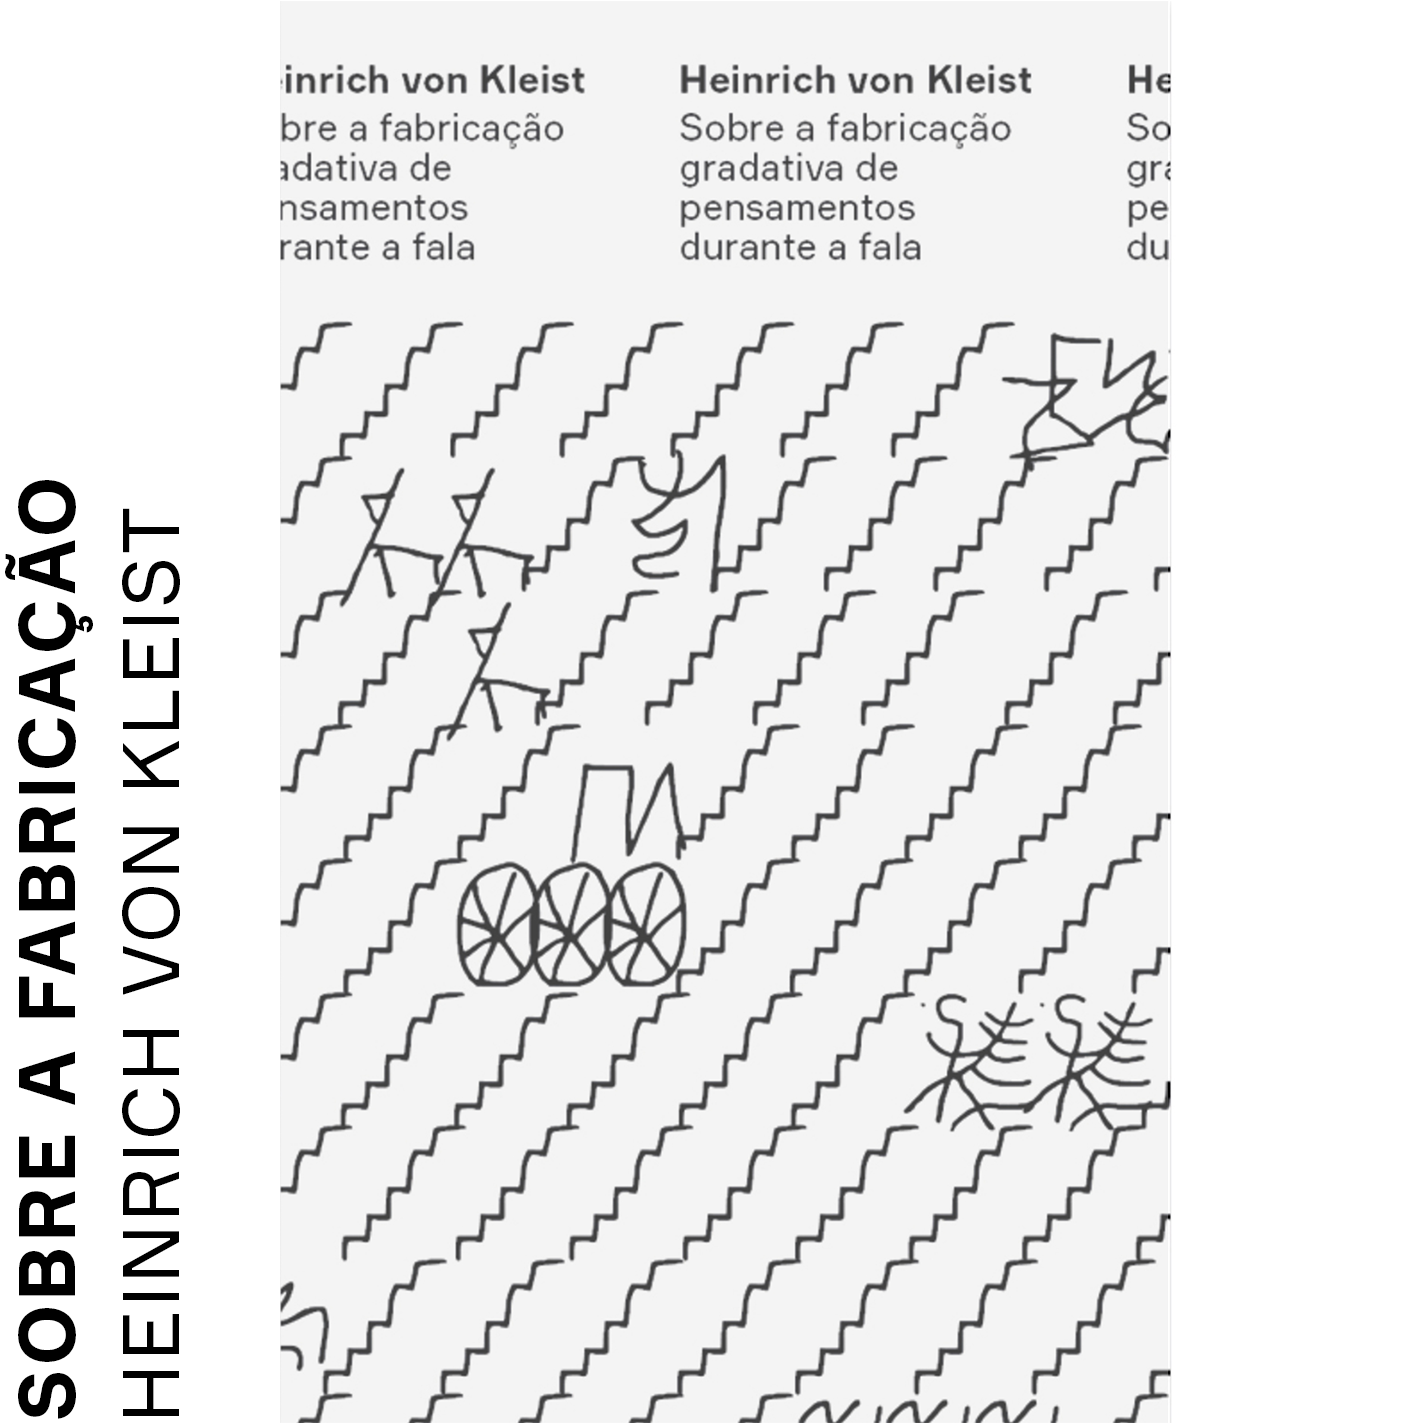 SOBRE A FABRICAÇÃO
HEINRICH VON KLEIST
einrich von Kleist
bre a fabricação
adativa de
nsamentos
rante a fala
Heinrich von Kleist
Sobre a fabricação
gradativa de
pensamentos
durante a fala
He
So
gra
pe
du